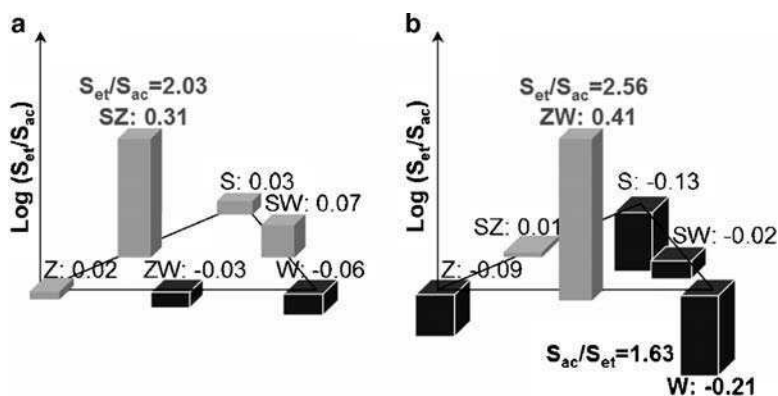 a
Log (Set/Sac)
Set/Sac=2.03
SZ: 0.31
S: 0.03
SW: 0.07
Z: 0.02
ZW: -0.03
W: -0.06
b
Log (Set/Sac)
Set/Sac=2.56
ZW: 0.41
S: -0.13
SZ: 0.01
SW: -0.02
Z: -0.09
Sac/Set=1.63
W: -0.21